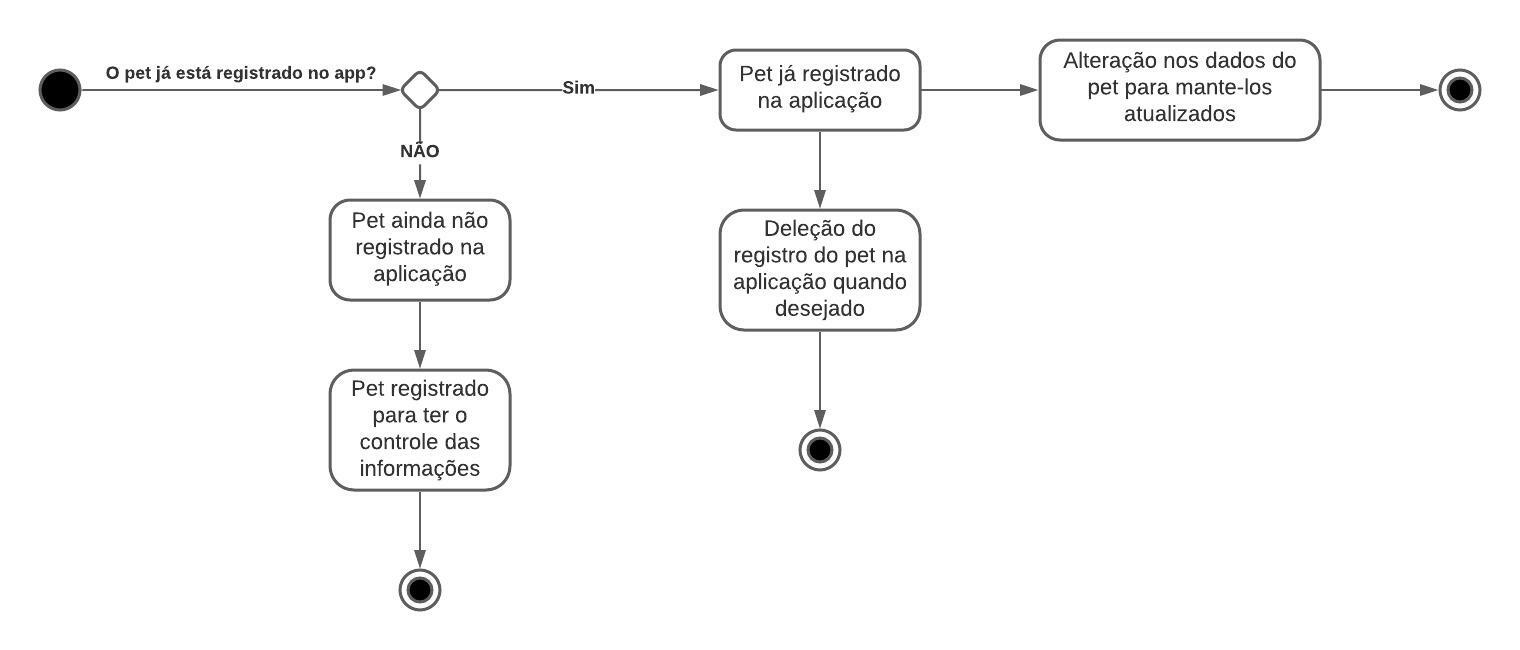 O pet já está registrado no app?
Sim
Pet já registrado
na aplicação
Alteração nos dados do
pet para mante-los
atualizados
NÃO
Pet ainda não
registrado na
aplicação
Deleção do
registro do pet na
aplicação quando
desejado
Pet registrado
para ter o
controle das
informações